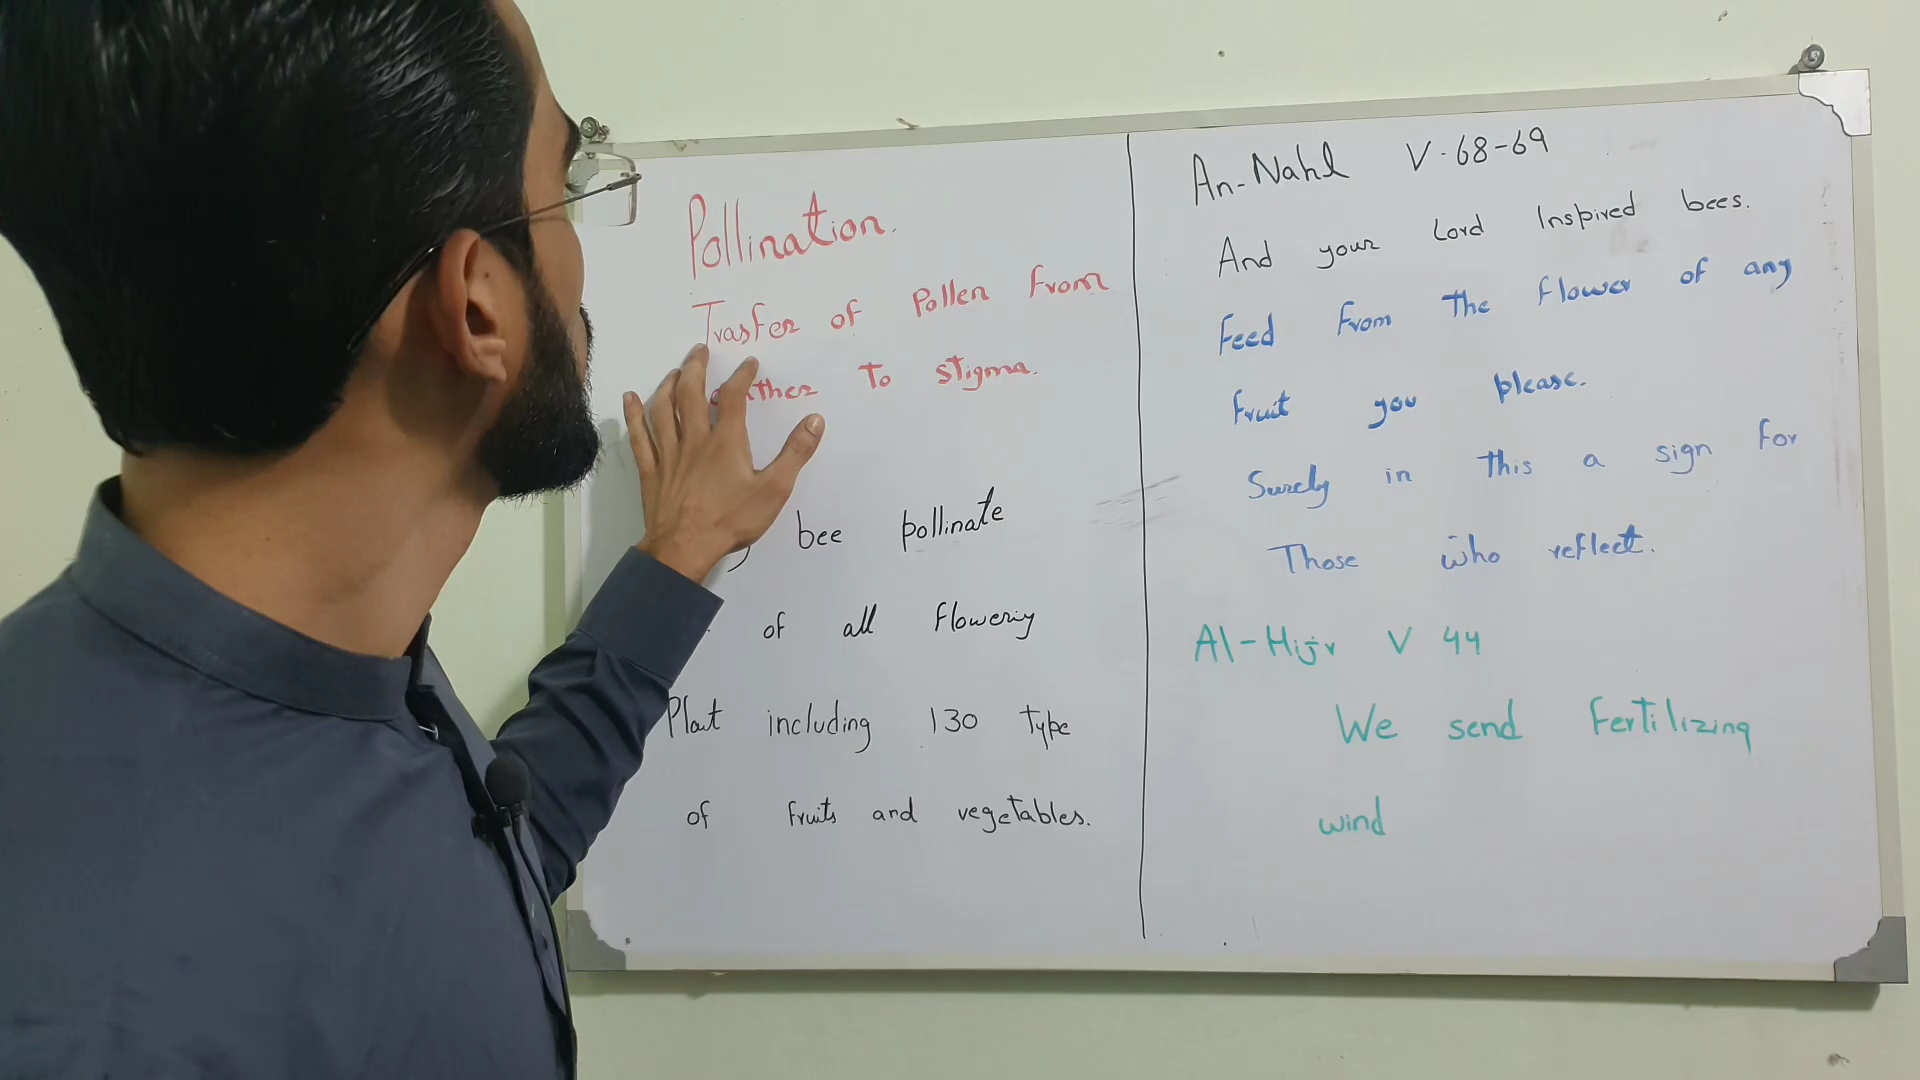 Pollination.
Trasfer of Pollen From
anther To stigma.
bee pollinate
of all Flowering
Plant including 130 Type
of Fruits and vegetables.
An-Nahl V-68-69
And your Lord Inspired bees.
Feed From The Flower of any
Fruit you please.
Surely in this a sign For
Those who reflect.
Al-Hijr V 44
We send Fertilizing
wind